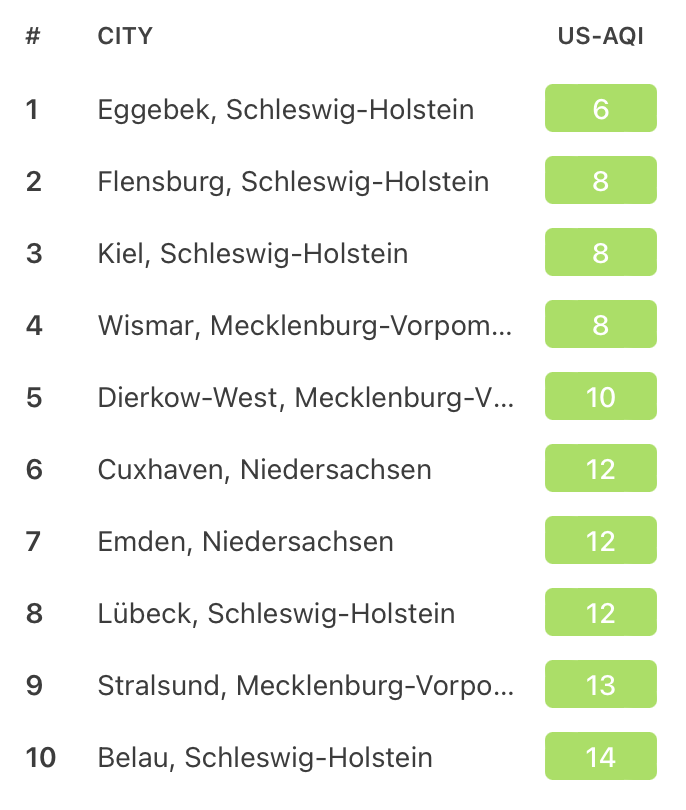 # CITY US-AQI
1 Eggebek, Schleswig-Holstein 6
2 Flensburg, Schleswig-Holstein 8
3 Kiel, Schleswig-Holstein 8
4 Wismar, Mecklenburg-Vorpom... 8
5 Dierkow-West, Mecklenburg-V... 10
6 Cuxhaven, Niedersachsen 12
7 Emden, Niedersachsen 12
8 Lübeck, Schleswig-Holstein 12
9 Stralsund, Mecklenburg-Vorpo... 13
10 Belau, Schleswig-Holstein 14